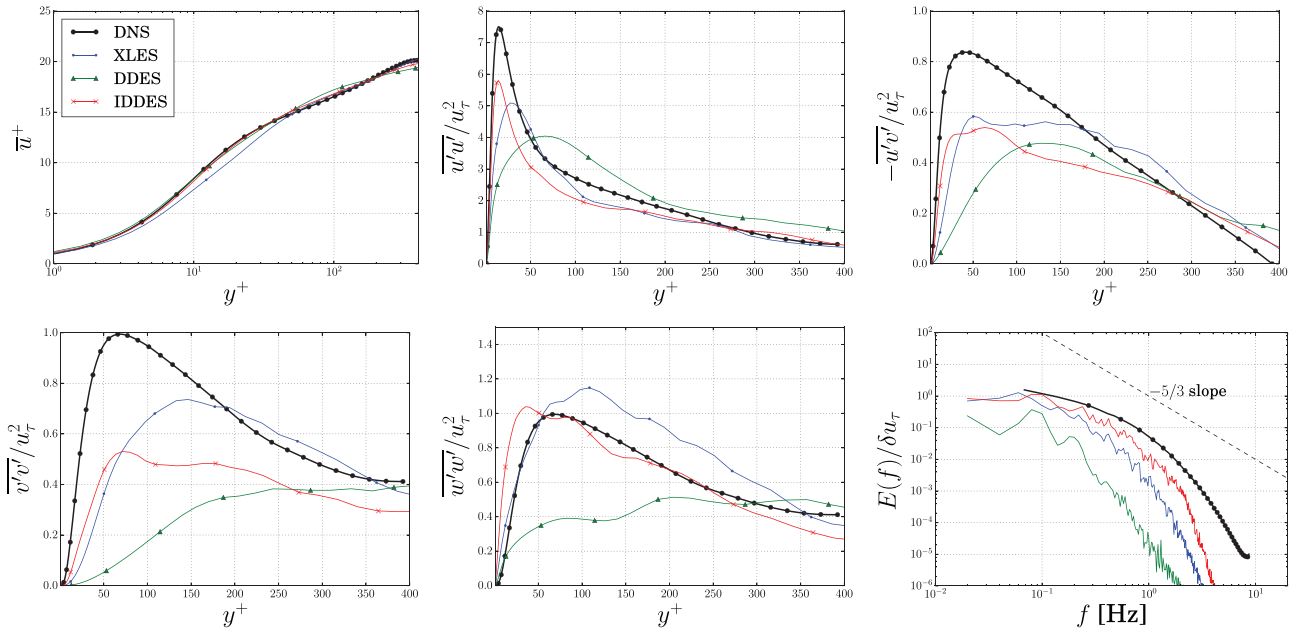 25
20
15
10
5
0
DNS
XLES
DDES
IDDES
10^0 10^1 10^2
y^+
\overline{u}^+
8
7
6
5
4
3
2
1
0
50 100 150 200 250 300 350 400
y^+
\overline{u'u'}/u_τ^2
1.0
0.8
0.6
0.4
0.2
0.0
50 100 150 200 250 300 350 400
y^+
-\overline{u'v'}/u_τ^2
1.0
0.8
0.6
0.4
0.2
0.0
50 100 150 200 250 300 350 400
y^+
\overline{v'v'}/u_τ^2
1.4
1.2
1.0
0.8
0.6
0.4
0.2
0.0
50 100 150 200 250 300 350 400
y^+
\overline{w'w'}/u_τ^2
10^2
10^1
10^0
10^{-1}
10^{-2}
10^{-3}
10^{-4}
10^{-5}
10^{-6}
−5/3 slope
10^{-2} 10^{-1} 10^0 10^1
f [Hz]
E(f)/δu_τ